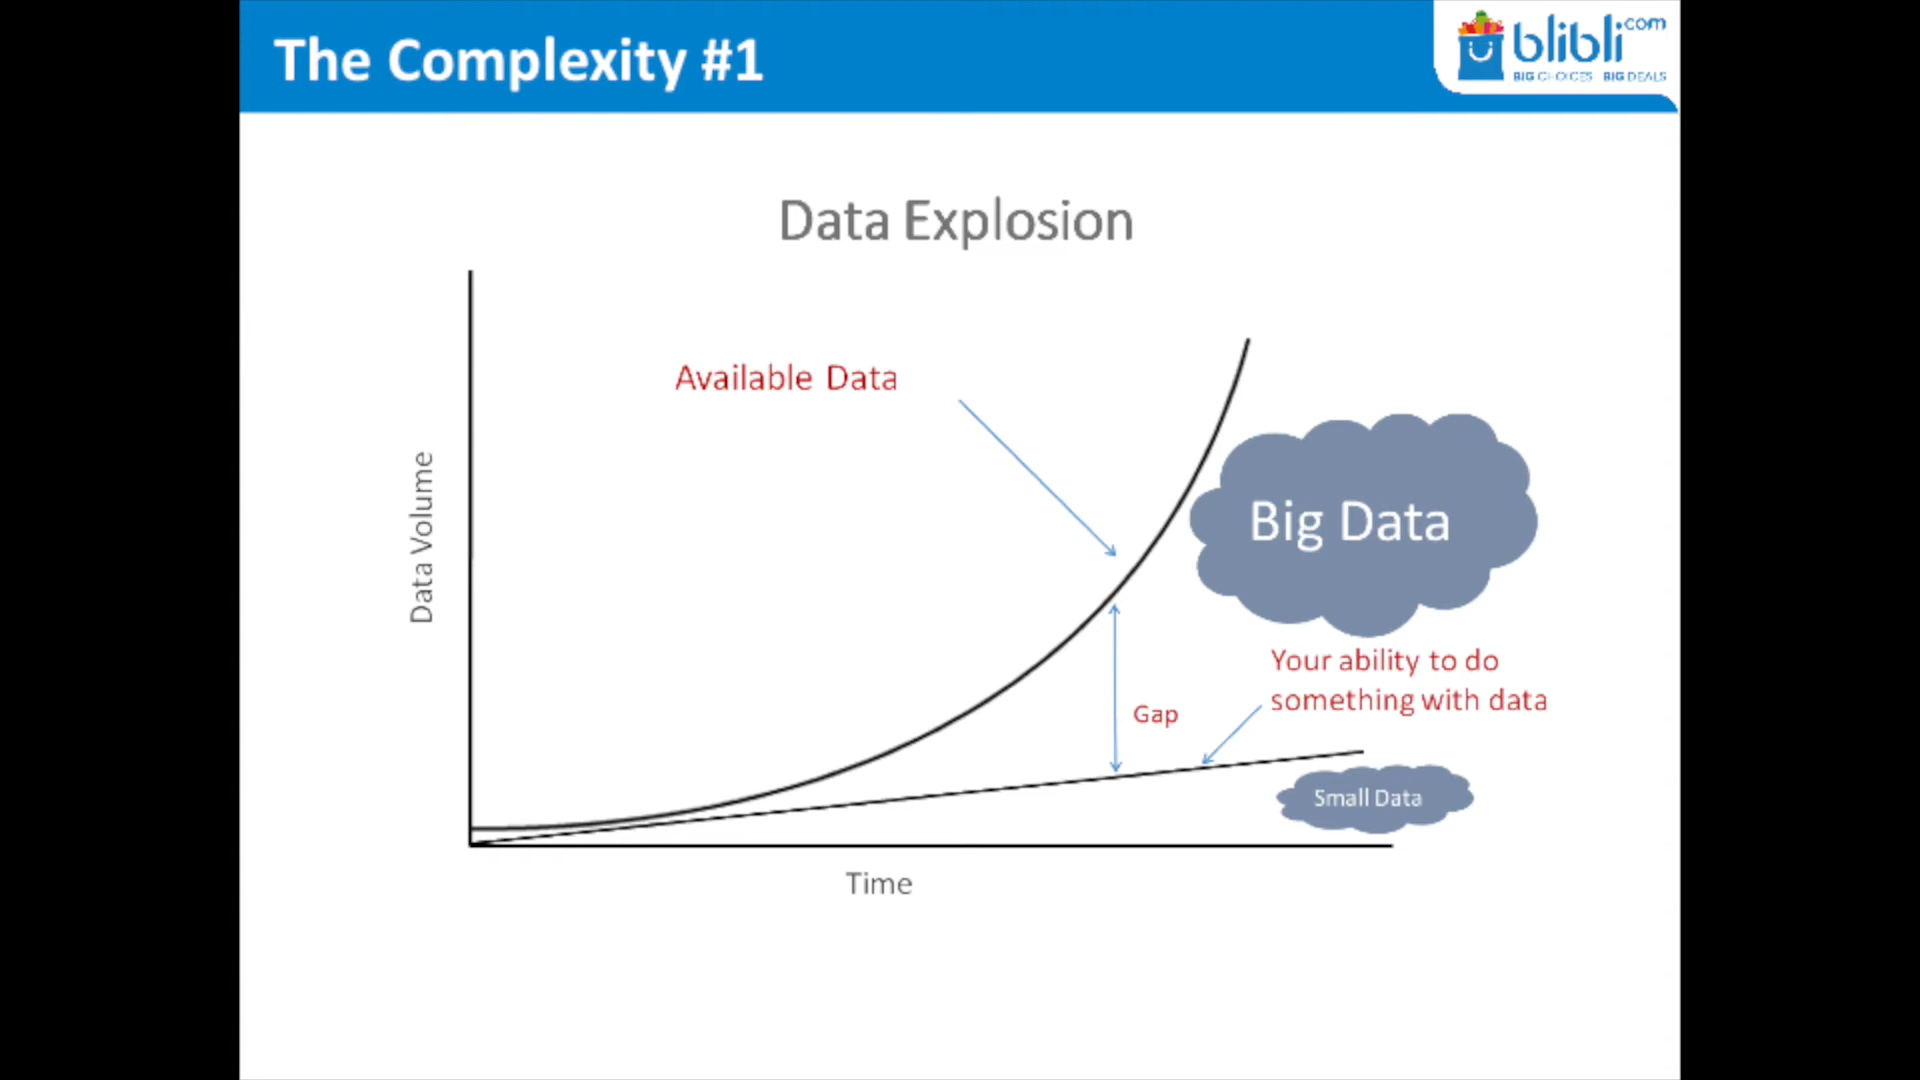 The Complexity #1
blibli.com
BIG CHOICES BIG DEALS
Data Explosion
Available Data
Data Volume
Big Data
Your ability to do
something with data
Gap
Small Data
Time